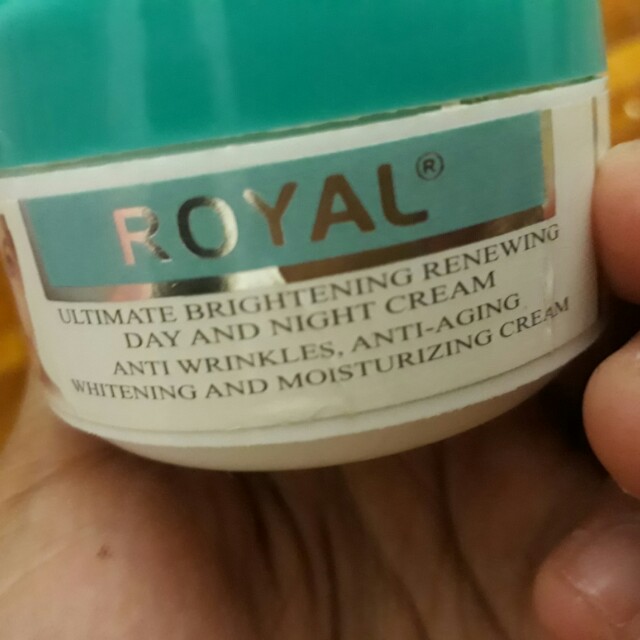 ROYAL®
ULTIMATE BRIGHTENING RENEWING
DAY AND NIGHT CREAM
ANTI WRINKLES, ANTI-AGING,
WHITENING AND MOISTURIZING CREAM